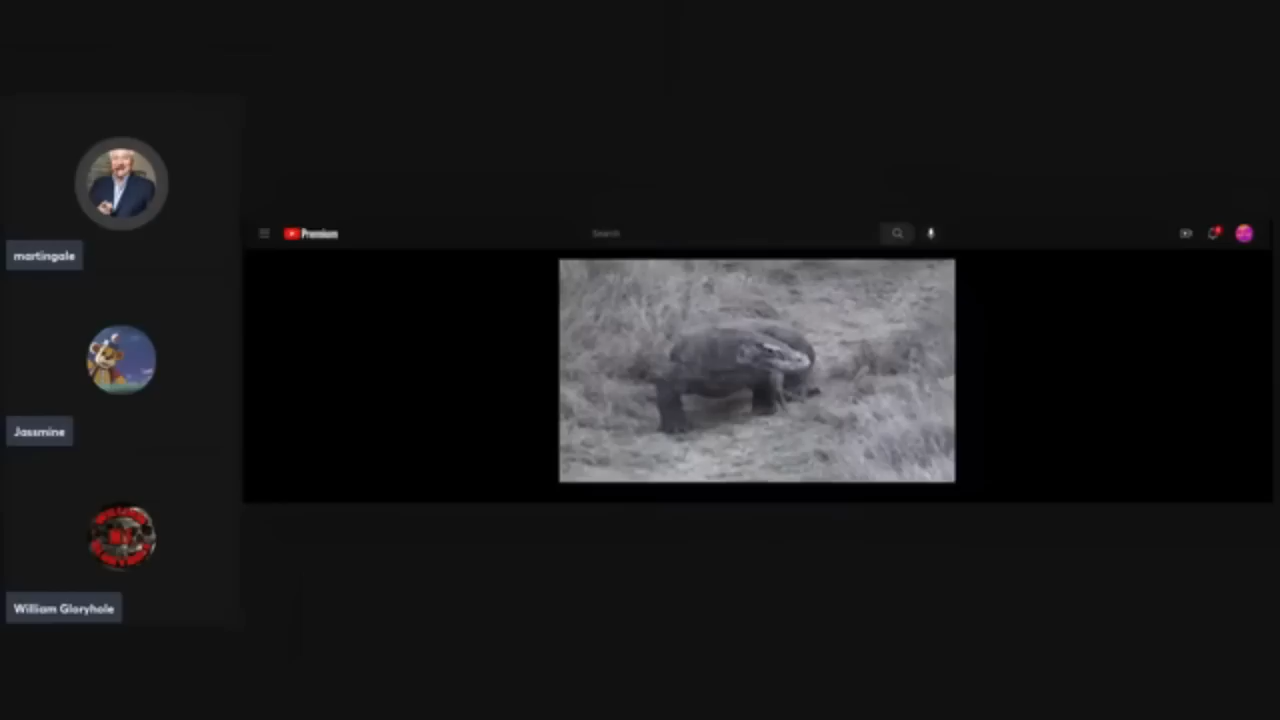 Premium
Search
martingale
Jassmine
William Gloryhole